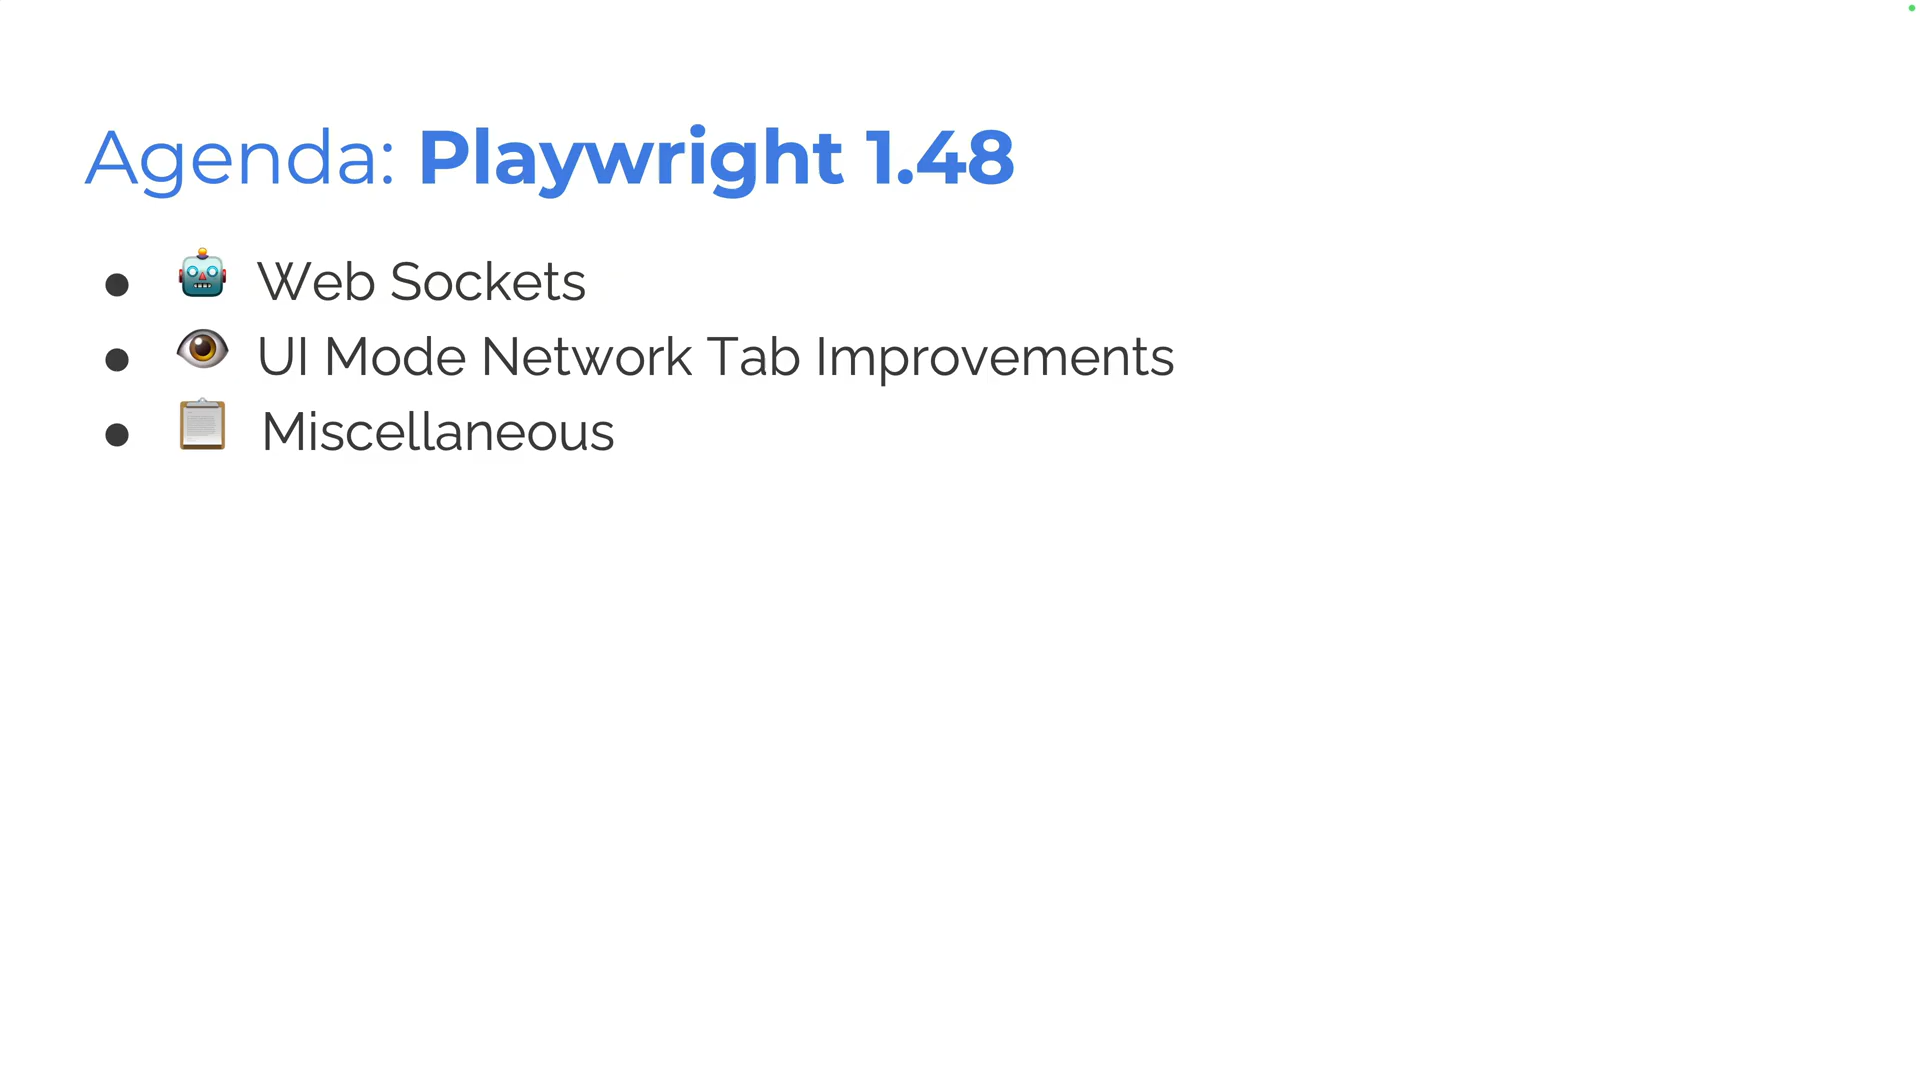 Agenda: Playwright 1.48
● 🤖 Web Sockets
● 👁️ UI Mode Network Tab Improvements
● 📋 Miscellaneous